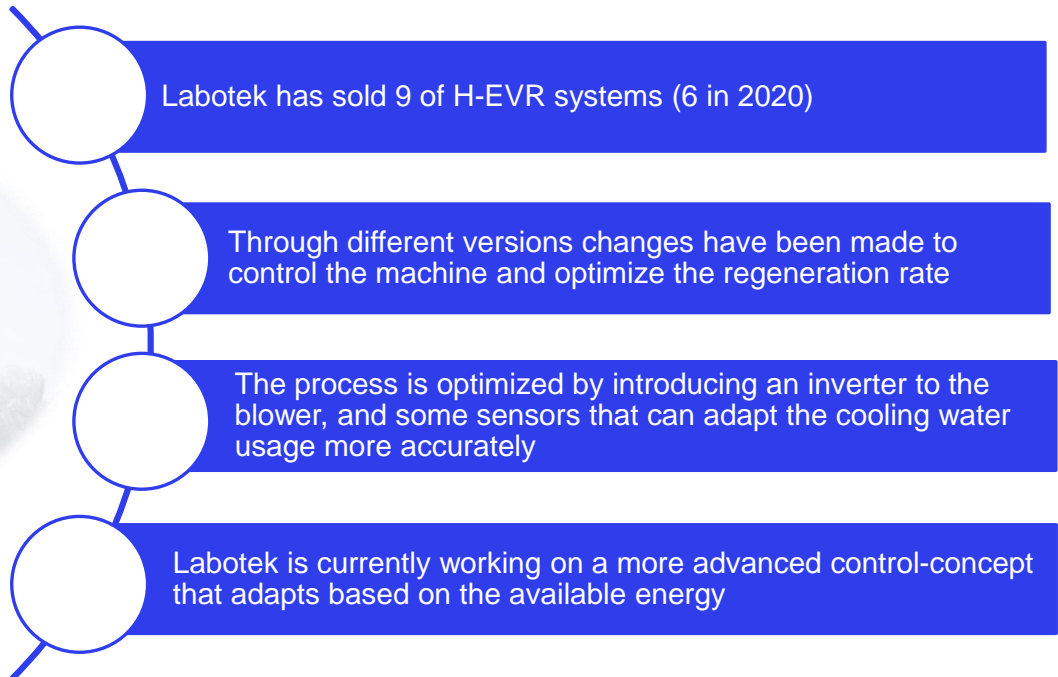 Labotek has sold 9 of H-EVR systems (6 in 2020)
Through different versions changes have been made to
control the machine and optimize the regeneration rate
The process is optimized by introducing an inverter to the
blower, and some sensors that can adapt the cooling water
usage more accurately
Labotek is currently working on a more advanced control-concept
that adapts based on the available energy